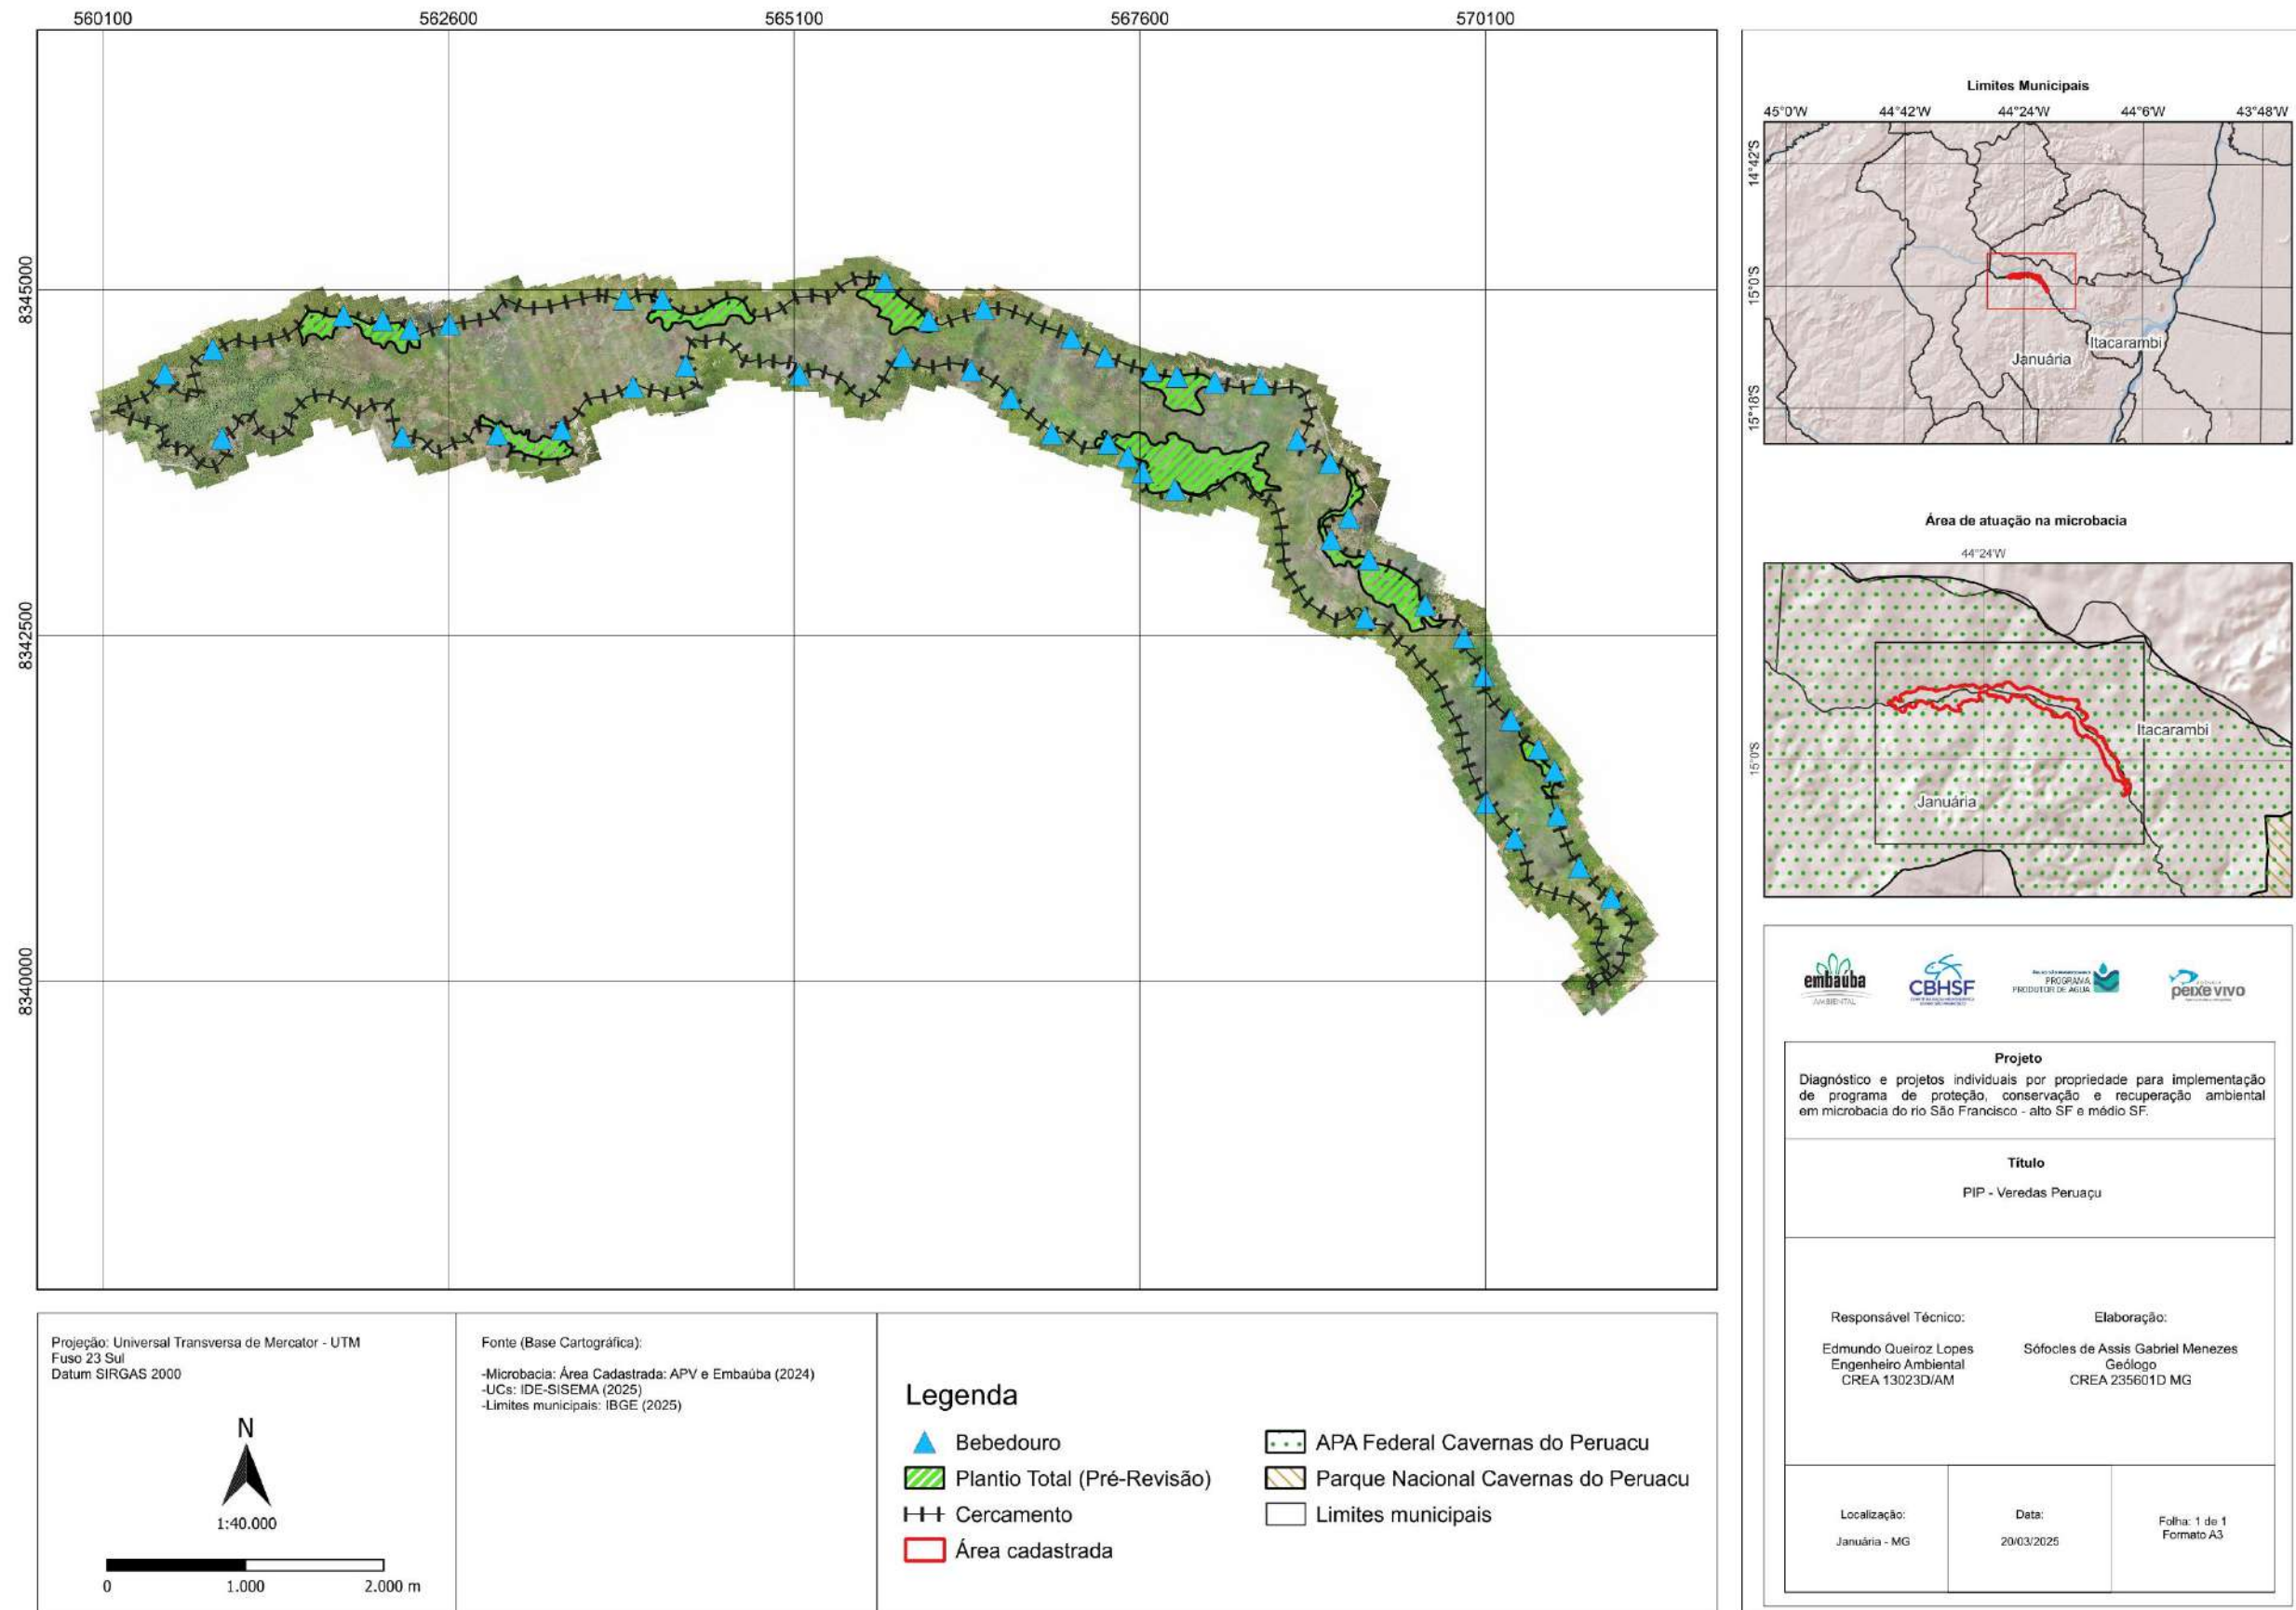 560100 562600 565100 567600 570100
8345000
8342500
8340000
Limites Municipais
45°0'W 44°42'W 44°24'W 44°6'W 43°48'W
14°42'S
15°0'S
15°18'S
Itacarambi
Januária
Área de atuação na microbacia
44°24'W
15°0'S
Itacarambi
Januária
embaúba
AMBIENTAL
CBHSF
PROGRAMA
PRODUTOR DE ÁGUA
peixe vivo
Projeto
Diagnóstico e projetos individuais por propriedade para implementação
de programa de proteção, conservação e recuperação ambiental
em microbacia do rio São Francisco - alto SF e médio SF.
Título
PIP - Veredas Peruaçu
Responsável Técnico:
Edmundo Queiroz Lopes
Engenheiro Ambiental
CREA 13023D/AM
Elaboração:
Sófocles de Assis Gabriel Menezes
Geólogo
CREA 235601D MG
Localização:
Januária - MG
Data:
20/03/2025
Folha: 1 de 1
Formato A3
Projeção: Universal Transversa de Mercator - UTM
Fuso 23 Sul
Datum SIRGAS 2000
N
1:40.000
0 1.000 2.000 m
Fonte (Base Cartográfica):
-Microbacia: Área Cadastrada: APV e Embaúba (2024)
-UCs: IDE-SISEMA (2025)
-Limites municipais: IBGE (2025)
Legenda
Bebedouro
Plantio Total (Pré-Revisão)
Cercamento
Área cadastrada
APA Federal Cavernas do Peruacu
Parque Nacional Cavernas do Peruacu
Limites municipais